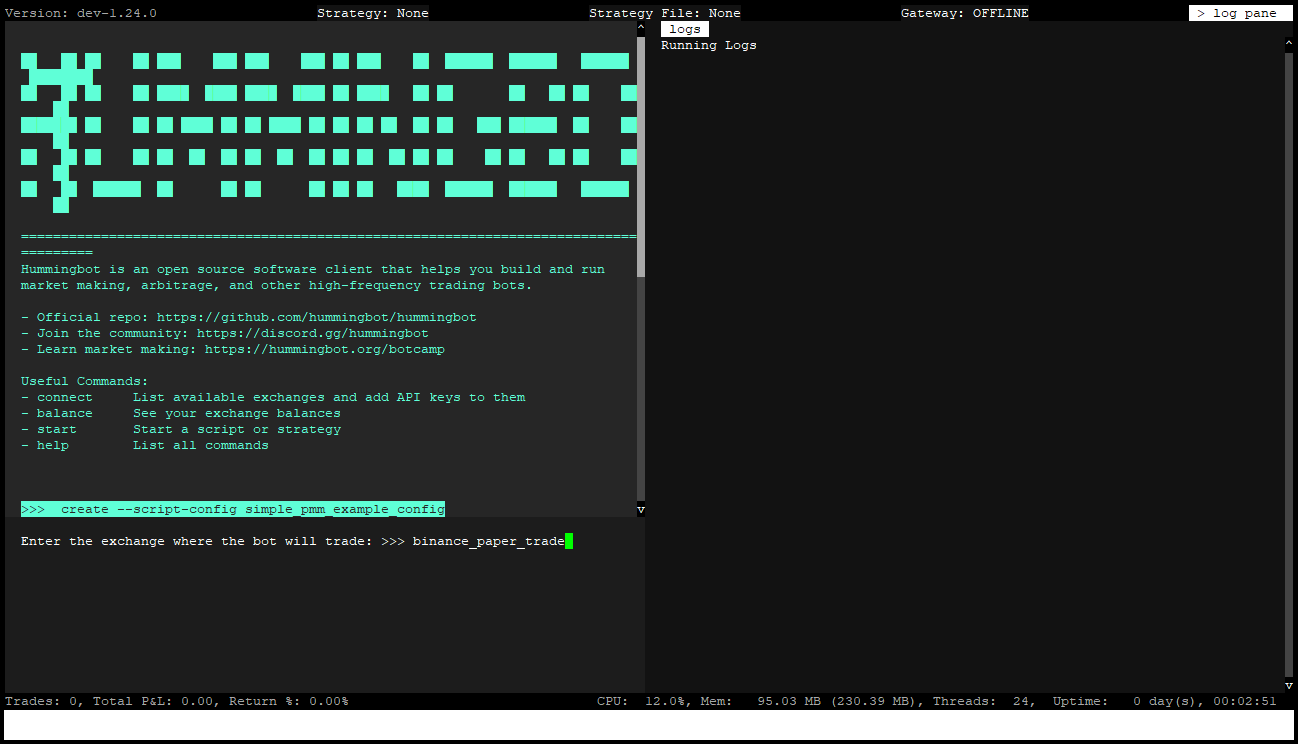 Version: dev-1.24.0 Strategy: None Strategy File: None Gateway: OFFLINE > log pane
logs
Running Logs
HUMMINGBOT
=============================================================================
=========
Hummingbot is an open source software client that helps you build and run
market making, arbitrage, and other high-frequency trading bots.
- Official repo: https://github.com/hummingbot/hummingbot
- Join the community: https://discord.gg/hummingbot
- Learn market making: https://hummingbot.org/botcamp
Useful Commands:
- connect List available exchanges and add API keys to them
- balance See your exchange balances
- start Start a script or strategy
- help List all commands
>>> create --script-config simple_pmm_example_config
Enter the exchange where the bot will trade: >>> binance_paper_trade
Trades: 0, Total P&L: 0.00, Return %: 0.00% CPU: 12.0%, Mem: 95.03 MB (230.39 MB), Threads: 24, Uptime: 0 day(s), 00:02:51